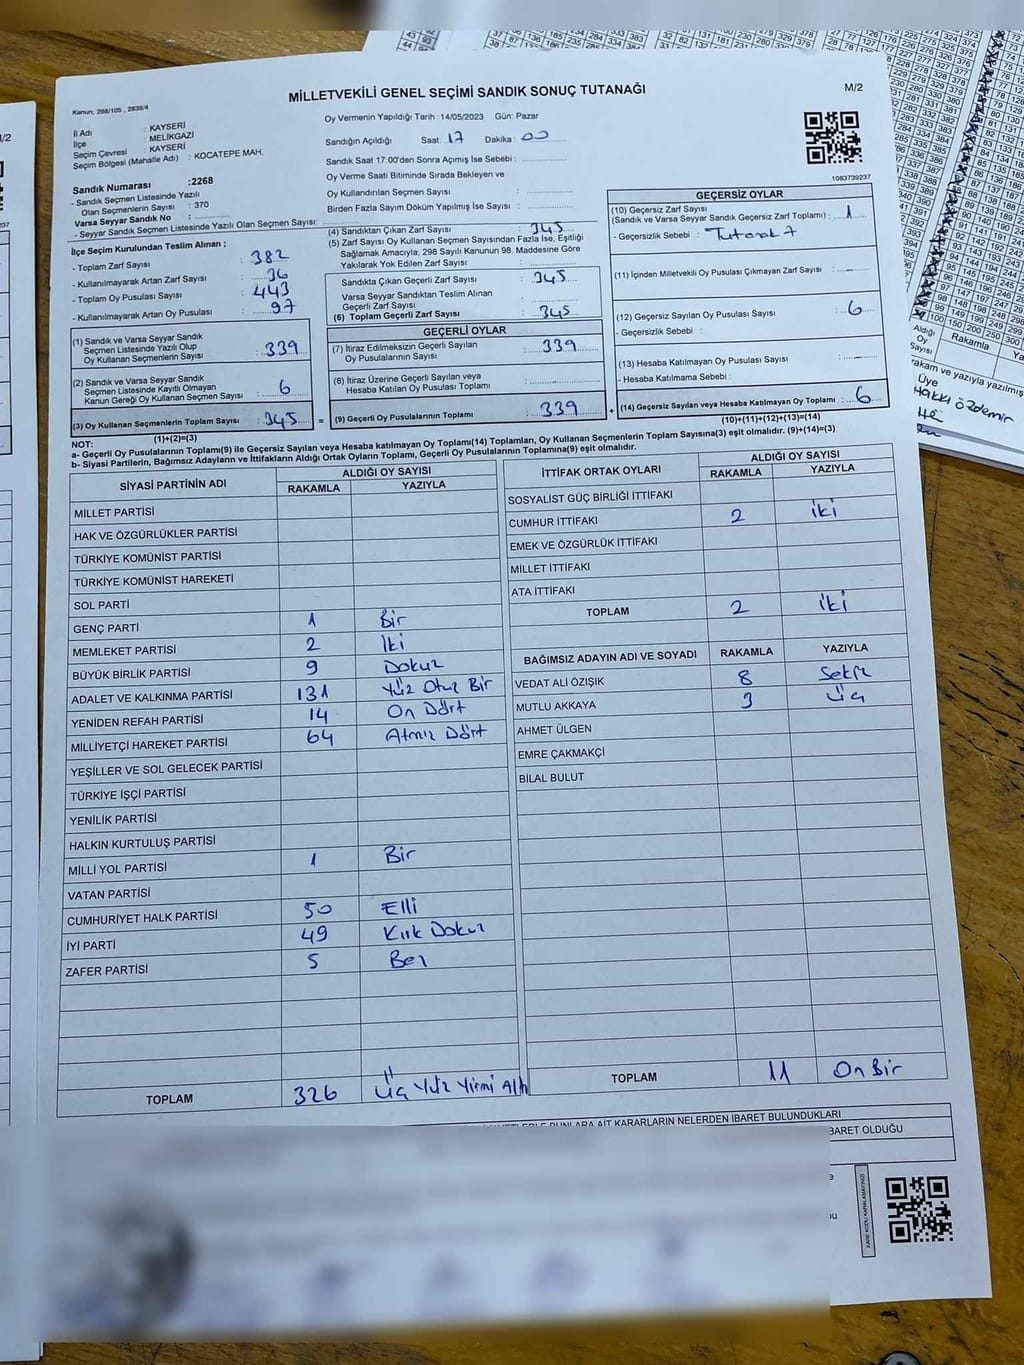 MİLLETVEKİLİ GENEL SEÇİMİ SANDIK SONUÇ TUTANAĞI
M/2
Kanun; 298/105 , 2839/4
İl Adı : KAYSERİ
İlçe : MELİKGAZİ
Seçim Çevresi : KAYSERİ
Seçim Bölgesi (Mahalle Adı) : KOCATEPE MAH.
Sandık Numarası :2268
- Sandık Seçmen Listesinde Yazılı
Olan Seçmenlerin Sayısı : 370
Varsa Seyyar Sandık No :
- Seyyar Sandık Seçmen Listesinde Yazılı Olan Seçmen Sayısı:
Oy Vermenin Yapıldığı Tarih : 14/05/2023 Gün: Pazar
Sandığın Açıldığı Saat: 17 Dakika : 00
Sandık Saat 17:00'den Sonra Açımış İse Sebebi :
Oy Verme Saati Bitiminde Sırada Bekleyen ve
Oy Kullandırılan Seçmen Sayısı :
Birden Fazla Sayım Döküm Yapılmış İse Sayısı :
1083739237
İlçe Seçim Kurulundan Teslim Alınan ;
- Toplam Zarf Sayısı : 382
- Kullanılmayarak Artan Zarf Sayısı : 36
- Toplam Oy Pusulası Sayısı : 443
- Kullanılmayarak Artan Oy Pusulası : 97
(1) Sandık ve Varsa Seyyar Sandık
Seçmen Listesinde Yazılı Olup
Oy Kullanan Seçmenlerin Sayısı : 339
(2) Sandık ve Varsa Seyyar Sandık
Seçmen Listesinde Kayıtlı Olmayan
Kanun Gereği Oy Kullanan Seçmen Sayısı : 6
(3) Oy Kullanan Seçmenlerin Toplam Sayısı : 345 =
(1)+(2)=(3)
(4) Sandıktan Çıkan Zarf Sayısı : 345
(5) Zarf Sayısı Oy Kullanan Seçmen Sayısından Fazla İse, Eşitliği
Sağlamak Amacıyla; 298 Sayılı Kanunun 98. Maddesine Göre
Yakılarak Yok Edilen Zarf Sayısı :
Sandıkta Çıkan Geçerli Zarf Sayısı : 345
Varsa Seyyar Sandıktan Teslim Alınan
Geçerli Zarf Sayısı :
(6) Toplam Geçerli Zarf Sayısı : 345
GEÇERLİ OYLAR
(7) İtiraz Edilmeksizin Geçerli Sayılan
Oy Pusulalarının Sayısı : 339
(8) İtiraz Üzerine Geçerli Sayılan veya
Hesaba Katılan Oy Pusulası Toplamı :
(9) Geçerli Oy Pusulalarının Toplamı : 339 +
GEÇERSİZ OYLAR
(10) Geçersiz Zarf Sayısı
(Sandık ve Varsa Seyyar Sandık Geçersiz Zarf Toplamı) : 1
- Geçersizlik Sebebi : Tutanak 7
(11) İçinden Milletvekili Oy Pusulası Çıkmayan Zarf Sayısı : -
(12) Geçersiz Sayılan Oy Pusulası Sayısı : 6
- Geçersizlik Sebebi :
(13) Hesaba Katılmayan Oy Pusulası Sayısı : -
- Hesaba Katılmama Sebebi :
(14) Geçersiz Sayılan veya Hesaba Katılmayan Oy Toplamı : 6
(10)+(11)+(12)+(13)=(14)
NOT:
a- Geçerli Oy Pusulalarının Toplamı(9) ile Geçersiz Sayılan veya Hesaba katılmayan Oy Toplamı(14) Toplamları, Oy Kullanan Seçmenlerin Toplam Sayısına(3) eşit olmalıdır. (9)+(14)=(3)
b- Siyasi Partilerin, Bağımsız Adayların ve İttifakların Aldığı Ortak Oyların Toplamı, Geçerli Oy Pusulalarının Toplamına(9) eşit olmalıdır.
SİYASİ PARTİNİN ADI ALDIĞI OY SAYISI
RAKAMLA YAZIYLA
MİLLET PARTİSİ
HAK VE ÖZGÜRLÜKLER PARTİSİ
TÜRKİYE KOMÜNİST PARTİSİ
TÜRKİYE KOMÜNİST HAREKETİ
SOL PARTİ
GENÇ PARTİ 1 Bir
MEMLEKET PARTİSİ 2 İki
BÜYÜK BİRLİK PARTİSİ 9 Dokuz
ADALET VE KALKINMA PARTİSİ 131 Yüz Otuz Bir
YENİDEN REFAH PARTİSİ 14 On Dört
MİLLİYETÇİ HAREKET PARTİSİ 64 Atmış Dört
YEŞİLLER VE SOL GELECEK PARTİSİ
TÜRKİYE İŞÇİ PARTİSİ
YENİLİK PARTİSİ
HALKIN KURTULUŞ PARTİSİ
MİLLİ YOL PARTİSİ 1 Bir
VATAN PARTİSİ
CUMHURİYET HALK PARTİSİ 50 Elli
İYİ PARTİ 49 Kırk Dokuz
ZAFER PARTİSİ 5 Beş
TOPLAM 326 Üç Yüz Yirmi Altı
İTTİFAK ORTAK OYLARI ALDIĞI OY SAYISI
RAKAMLA YAZIYLA
SOSYALİST GÜÇ BİRLİĞİ İTTİFAKI
CUMHUR İTTİFAKI 2 İki
EMEK VE ÖZGÜRLÜK İTTİFAKI
MİLLET İTTİFAKI
ATA İTTİFAKI
TOPLAM 2 İki
BAĞIMSIZ ADAYIN ADI VE SOYADI RAKAMLA YAZIYLA
VEDAT ALİ ÖZIŞIK 8 Sekiz
MUTLU AKKAYA 3 Üç
AHMET ÜLGEN
EMRE ÇAKMAKÇİ
BİLAL BULUT
TOPLAM 11 On Bir
BUNLARA AİT KARARLARIN NELERDEN İBARET BULUNDUKLARI
BARET OLDUĞU
KARE KODU KARALAMAYINIZ
Aldığı
Oy
Sayısı
Rakamla
rakam ve yazıyla yazılmış
Üye
Hakkı Özdemir